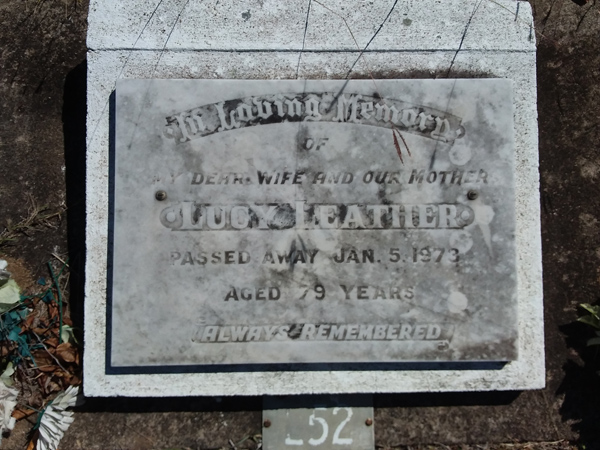 In Loving Memory
OF
MY DEAR WIFE AND OUR MOTHER
LUCY LEATHER
PASSED AWAY JAN. 5. 1973
AGED 79 YEARS
ALWAYS REMEMBERED
252